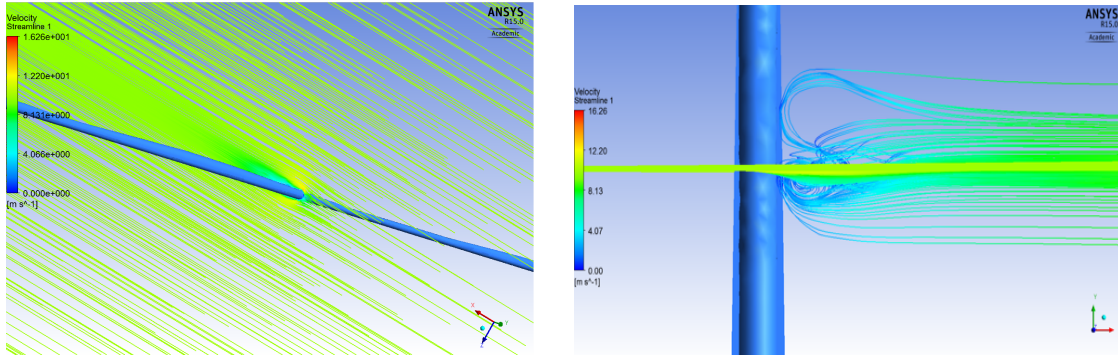 ANSYS
R15.0
Academic
Velocity
Streamline 1
1.626e+001
1.220e+001
8.131e+000
4.066e+000
0.000e+000
[m s^-1]
X
Y
Z
ANSYS
R15.0
Academic
Velocity
Streamline 1
16.26
12.20
8.13
4.07
0.00
[m s^-1]
Y
X